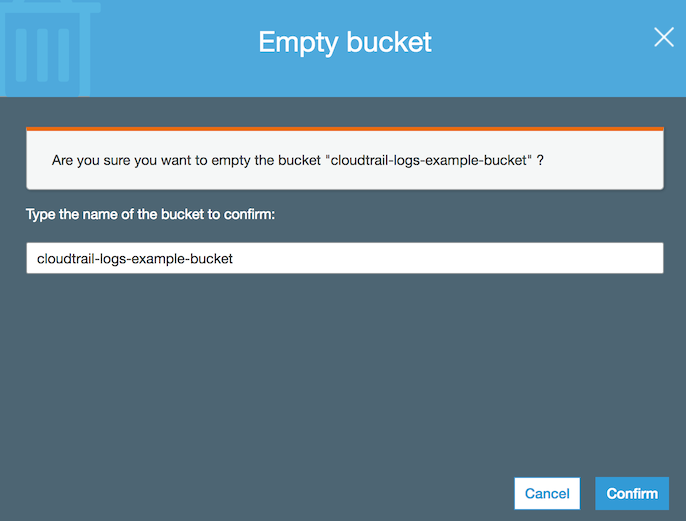 Empty bucket
Are you sure you want to empty the bucket "cloudtrail-logs-example-bucket" ?
Type the name of the bucket to confirm:
cloudtrail-logs-example-bucket
Cancel
Confirm